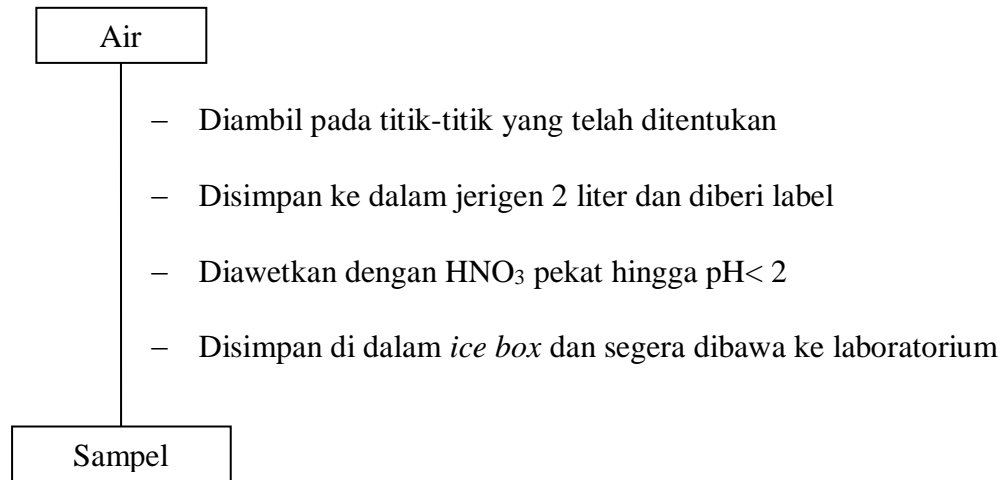 Air
– Diambil pada titik-titik yang telah ditentukan
– Disimpan ke dalam jerigen 2 liter dan diberi label
– Diawetkan dengan HNO₃ pekat hingga pH< 2
– Disimpan di dalam ice box dan segera dibawa ke laboratorium
Sampel